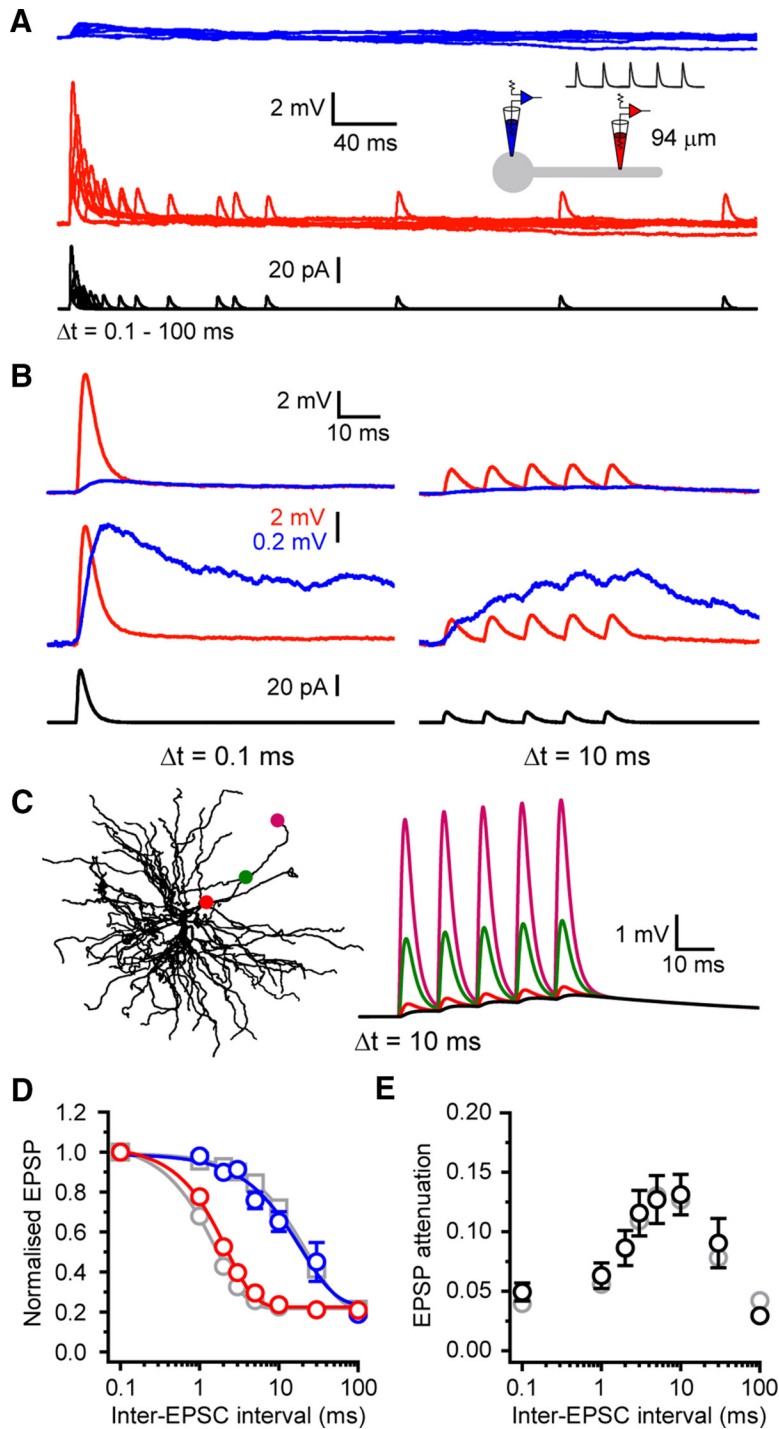 A
2 mV
40 ms
94 μm
20 pA
Δt = 0.1 - 100 ms
B
2 mV
10 ms
2 mV
0.2 mV
20 pA
Δt = 0.1 ms
Δt = 10 ms
C
1 mV
10 ms
Δt = 10 ms
D
E
1.2
1.0
0.8
0.6
0.4
0.2
0.0
Normalised EPSP
0.1
1
10
100
Inter-EPSC interval (ms)
0.20
0.15
0.10
0.05
0.00
EPSP attenuation
0.1
1
10
100
Inter-EPSC interval (ms)